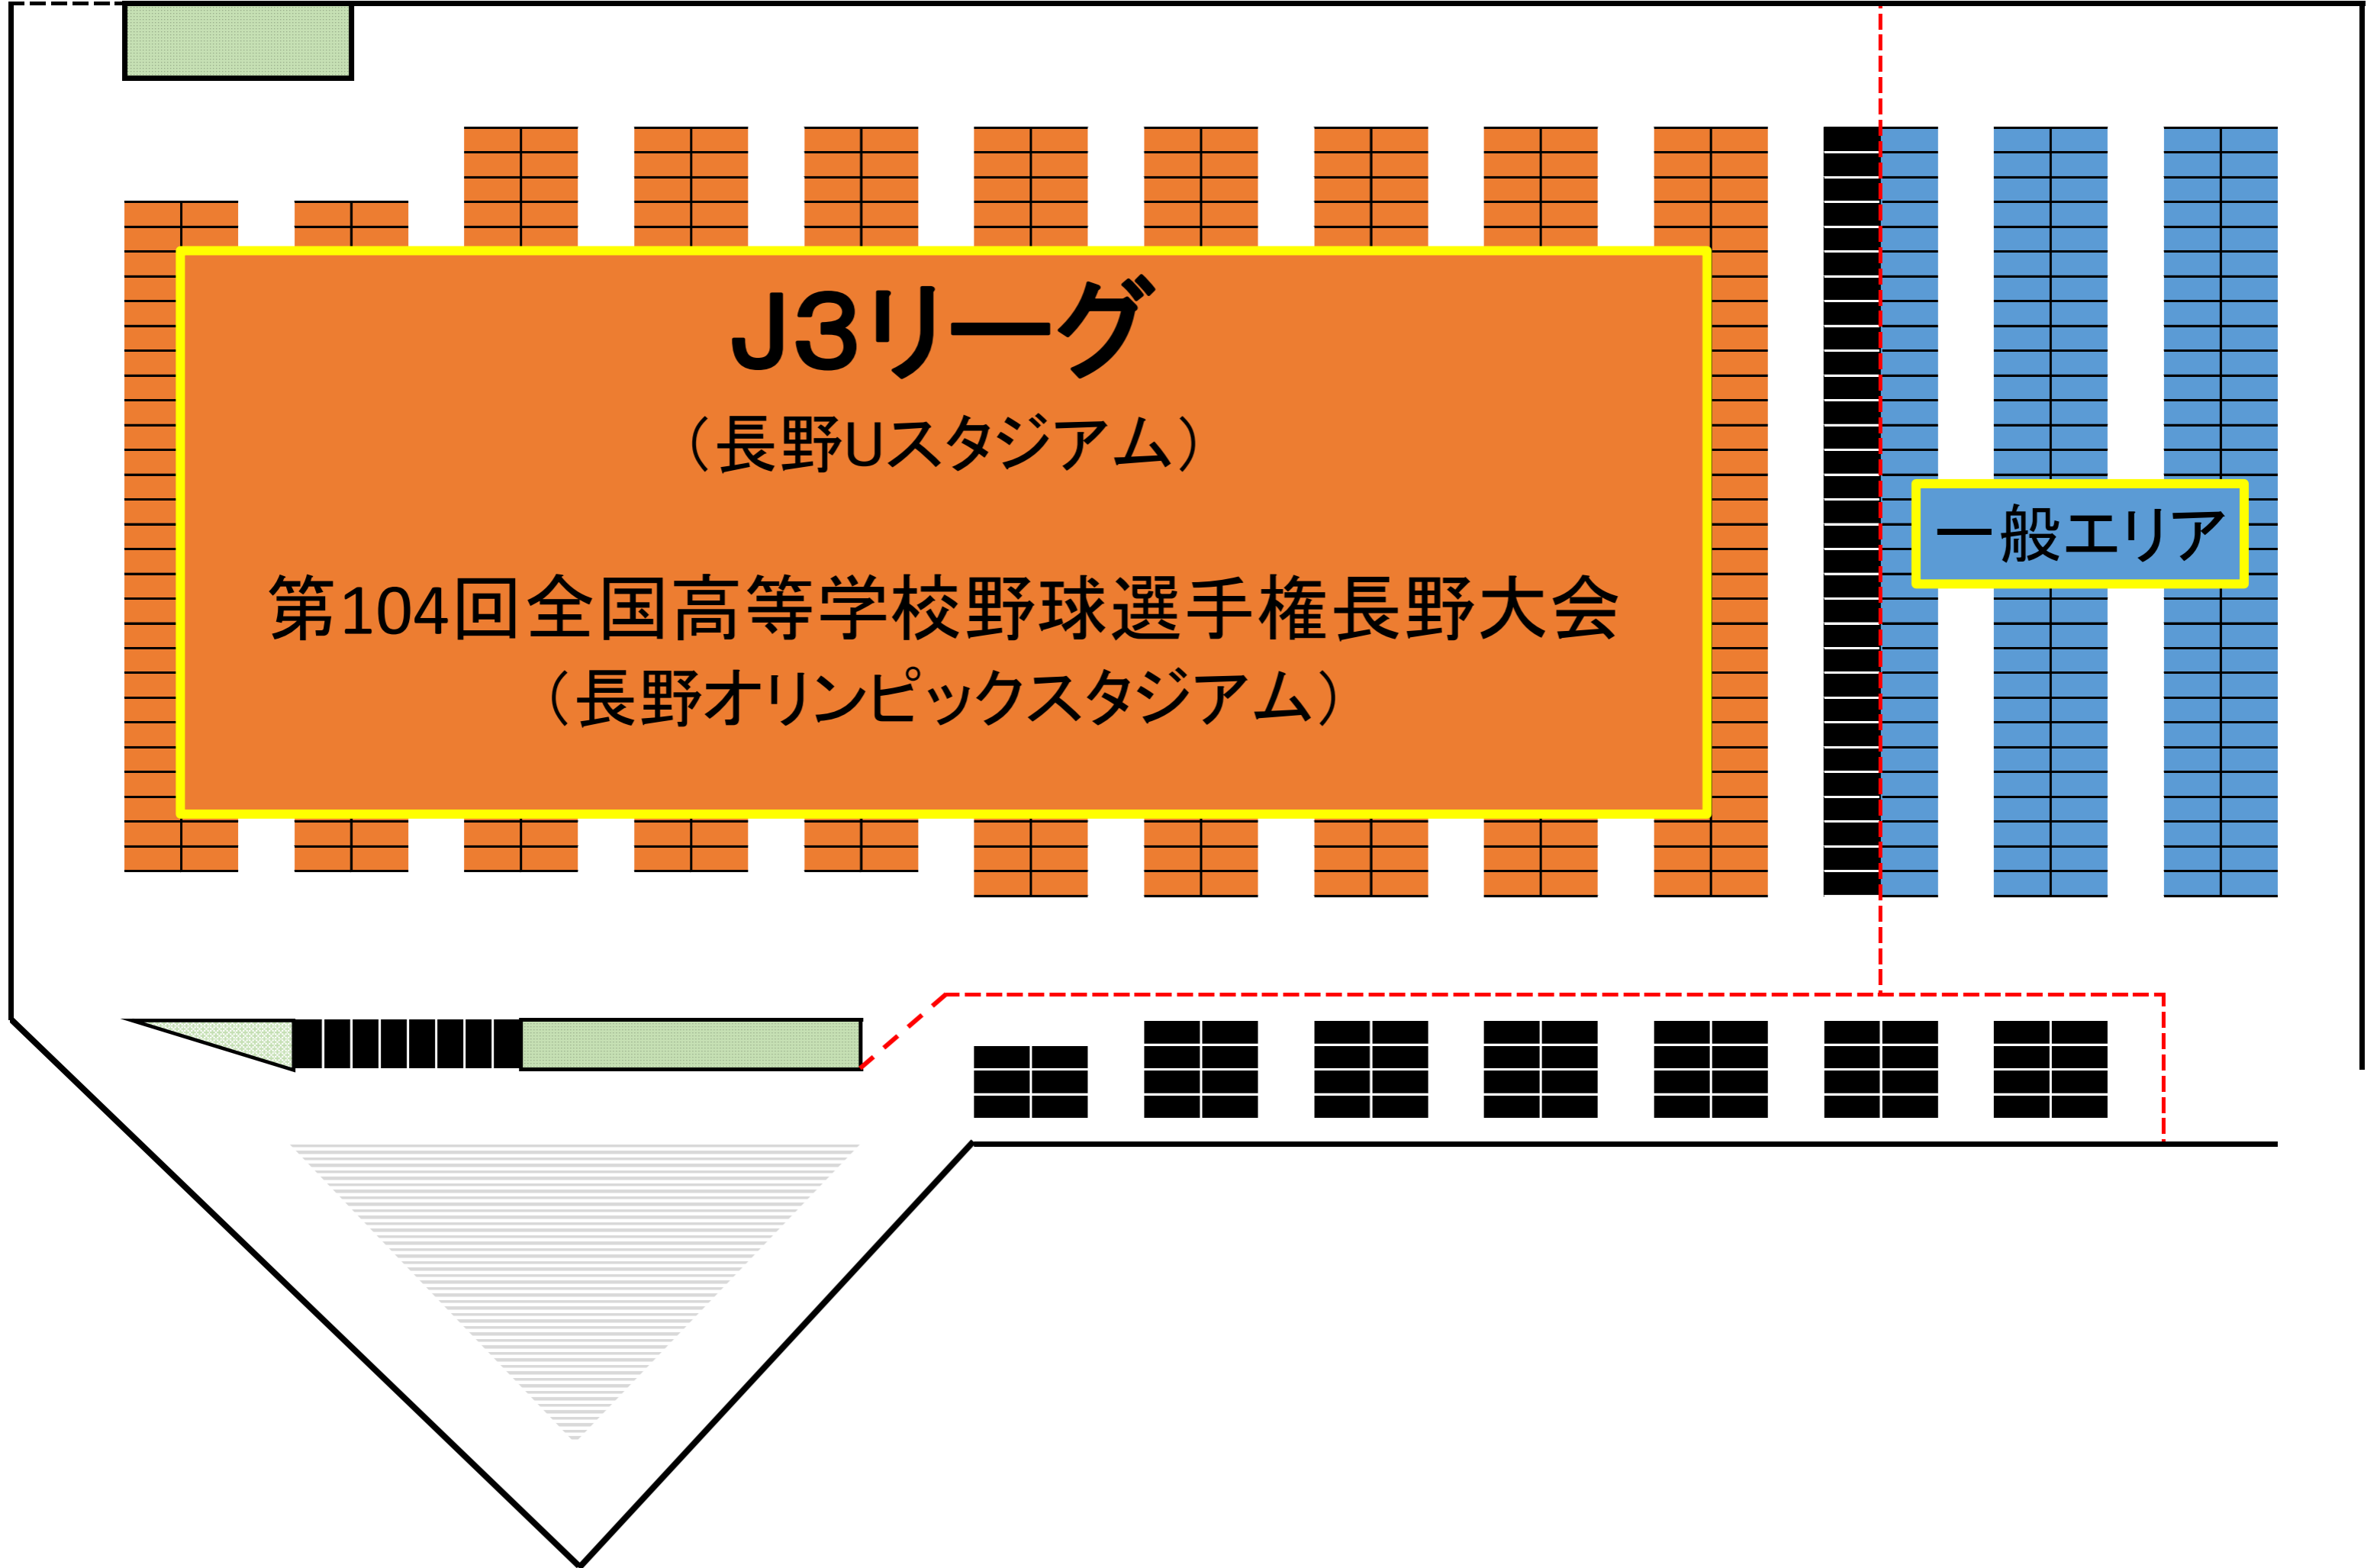 J3リーグ
（長野Uスタジアム）
第104回全国高等学校野球選手権長野大会
（長野オリンピックスタジアム）
一般エリア